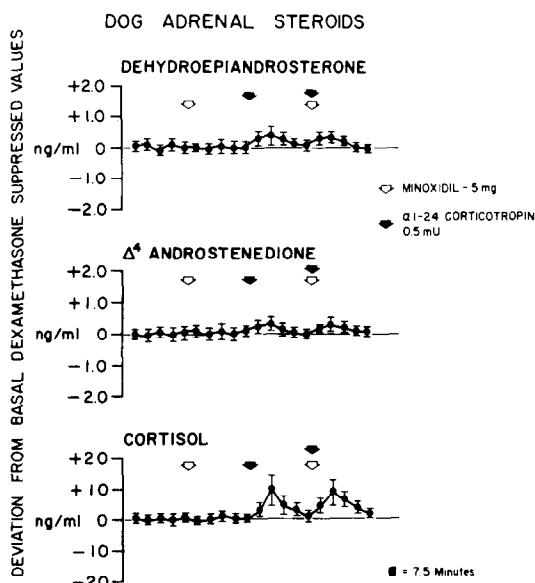 DOG ADRENAL STEROIDS
DEVIATION FROM BASAL DEXAMETHASONE SUPPRESSED VALUES
DEHYDROEPIANDROSTERONE
+2.0
+1.0
ng/ml 0
-1.0
-2.0
MINOXIDIL - 5 mg
α1-24 CORTICOTROPIN
0.5 mU
Δ⁴ ANDROSTENEDIONE
+2.0
+1.0
ng/ml 0
-1.0
-2.0
CORTISOL
+20
+10
ng/ml 0
-10
-20
= 7.5 Minutes